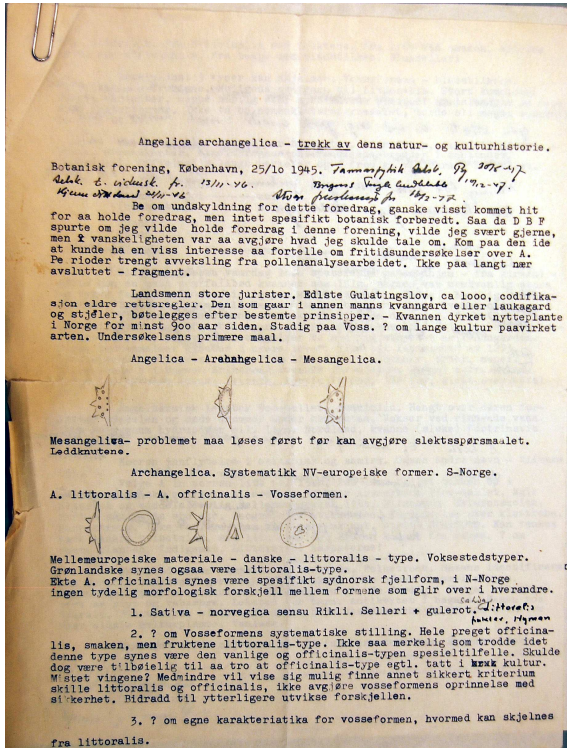 Angelica archangelica - trekk av dens natur- og kulturhistorie.
Botanisk forening, København, 25/10 1945.
13/11-46.
Be om undskyldning for dette foredrag, ganske visst kommet hit
for aa holde foredrag, men intet spesifikt botanisk forberedt. Saa da D B F
spurte om jeg vilde holde foredrag i denne forening, vilde jeg svært gjerne,
men vanskeligheten var aa avgjøre hvad jeg skulde tale om. Kom paa den ide
at kunde ha en viss interesse aa fortelle om fritidsundersøkelser over A.
Pe rioder trengt avveksling fra pollenanalysearbeidet. Ikke paa langt nær
avsluttet - fragment.
Landsmenn store jurister. Edlste Gulatingslov, ca 1ooo, codifika-
sjon eldre rettsregler. Den som gaar i annen manns kvanngard eller laukagard
og stjeler, bøtelegges efter bestemte prinsipper. - Kvannen dyrket nytteplante
i Norge for minst 9oo aar siden. Stadig paa Voss. ? om lange kultur paavirket
arten. Undersøkelsens primære maal.
Angelica - Archangelica - Mesangelica.
Mesangelica- problemet maa løses først før kan avgjøre slektsspørsmaalet.
Leddknutene.
Archangelica. Systematikk NV-europeiske former. S-Norge.
A. littoralis - A. officinalis - Vosseformen.
Mellemeuropeiske materiale - danske - littoralis - type. Voksestedstyper.
Grønlandske synes ogsaa være littoralis-type.
Ekte A. officinalis synes være spesifikt sydnorsk fjellform, i N-Norge
ingen tydelig morfologisk forskjell mellem formene som glir over i hverandre.
1. Sativa - norvegica sensu Rikli. Selleri + gulerot. littoralis
2. ? om Vosseformens systematiske stilling. Hele preget officina-
lis, smaken, men fruktene littoralis-type. Ikke saa merkelig som trodde idet
denne type synes være den vanlige og officinalis-typen spesieltilfelle. Skulde
dog være tilbøielig til aa tro at officinalis-type egtl. tatt i kultur.
Mistet vingene? Medmindre vil vise sig mulig finne annet sikkert kriterium
skille littoralis og officinalis, ikke avgjøre vosseformens oprinnelse med
sikkerhet. Bidradd til ytterligere utvikse forskjellen.
3. ? om egne karakteriatika for vosseformen, hvormed kan skjelnes
fra littoralis.